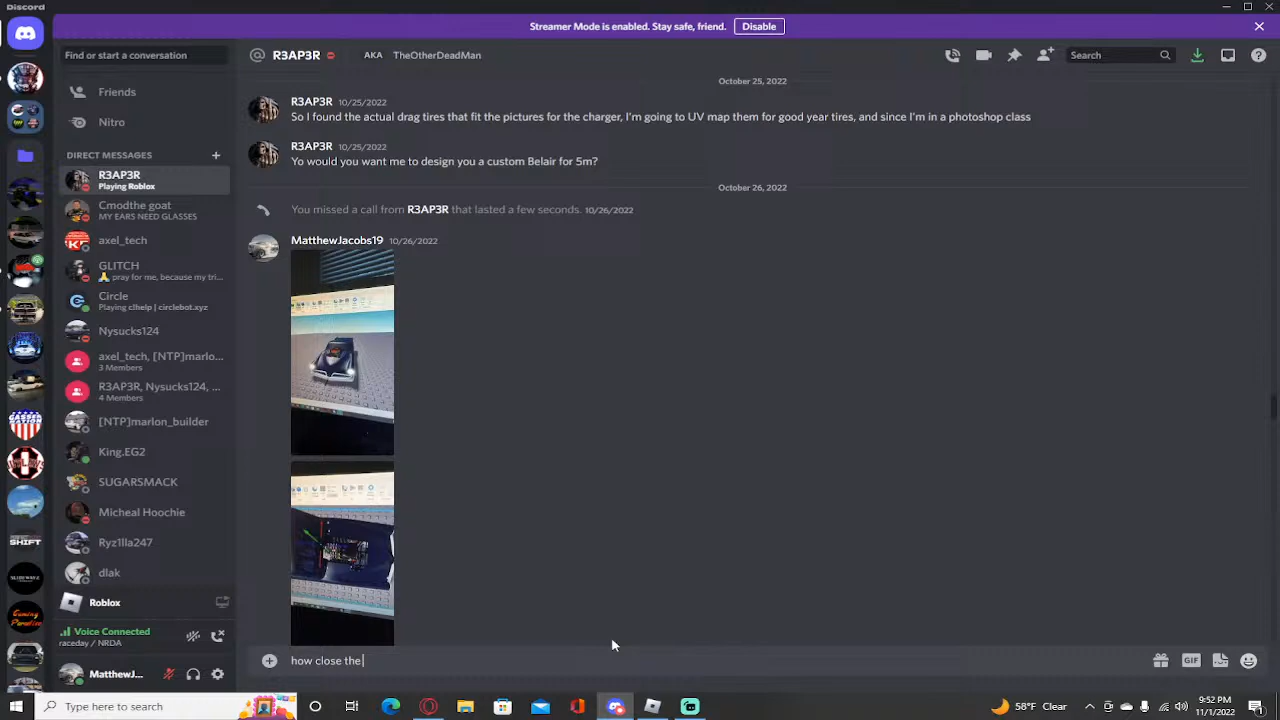 Discord
Streamer Mode is enabled. Stay safe, friend. Disable
Find or start a conversation
R3AP3R AKA TheOtherDeadMan
Search
Friends
Nitro
DIRECT MESSAGES
R3AP3R
Playing Roblox
Cmodthe goat
MY EARS NEED GLASSES
axel_tech
GLITCH
🙏 pray for me, because my tri...
Circle
Playing c!help | circlebot.xyz
Nysucks124
axel_tech, [NTP]marlo...
3 Members
R3AP3R, Nysucks124, ...
4 Members
[NTP]marlon_builder
King.EG2
SUGARSMACK
Micheal Hoochie
Ryz1lla247
dlak
Roblox
Voice Connected
raceday / NRDA
MatthewJ...
October 25, 2022
R3AP3R 10/25/2022
So I found the actual drag tires that fit the pictures for the charger, I'm going to UV map them for good year tires, and since I'm in a photoshop class
R3AP3R 10/25/2022
Yo would you want me to design you a custom Belair for 5m?
October 26, 2022
You missed a call from R3AP3R that lasted a few seconds. 10/26/2022
MatthewJacobs19 10/26/2022
how close the
GIF
SHIFT
Gaming
Paradise
Type here to search
58°F Clear
9:52 PM
11/1/2022